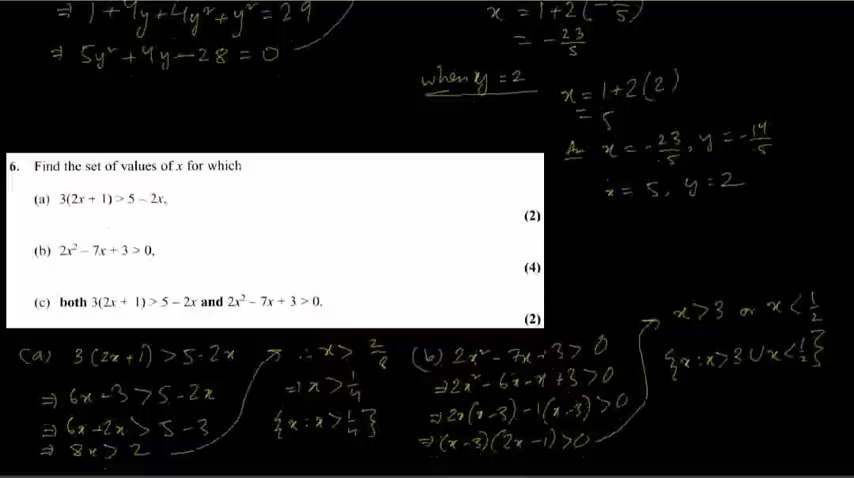 ⇒ 1 + 4y + 4y² + y² = 29
⇒ 5y² + 4y − 28 = 0
x = 1 + 2(−14/5)
= −23/5
when y = 2
x = 1 + 2(2)
= 5
An x = −23/5, y = −14/5
x = 5, y = 2
6. Find the set of values of x for which
(a) 3(2x + 1) > 5 – 2x,
(2)
(b) 2x² – 7x + 3 > 0,
(4)
(c) both 3(2x + 1) > 5 – 2x and 2x² – 7x + 3 > 0.
(2)
(a) 3(2x+1) > 5-2x
⇒ 6x + 3 > 5 - 2x
⇒ 6x + 2x > 5 - 3
⇒ 8x > 2
∴ x > 2/8
⇒ x > 1/4
{x : x > 1/4}
(b) 2x² - 7x + 3 > 0
⇒ 2x² - 6x - x + 3 > 0
⇒ 2x(x-3) - 1(x-3) > 0
⇒ (x-3)(2x-1) > 0
x > 3 or x < 1/2
{x : x > 3 ∪ x < 1/2}